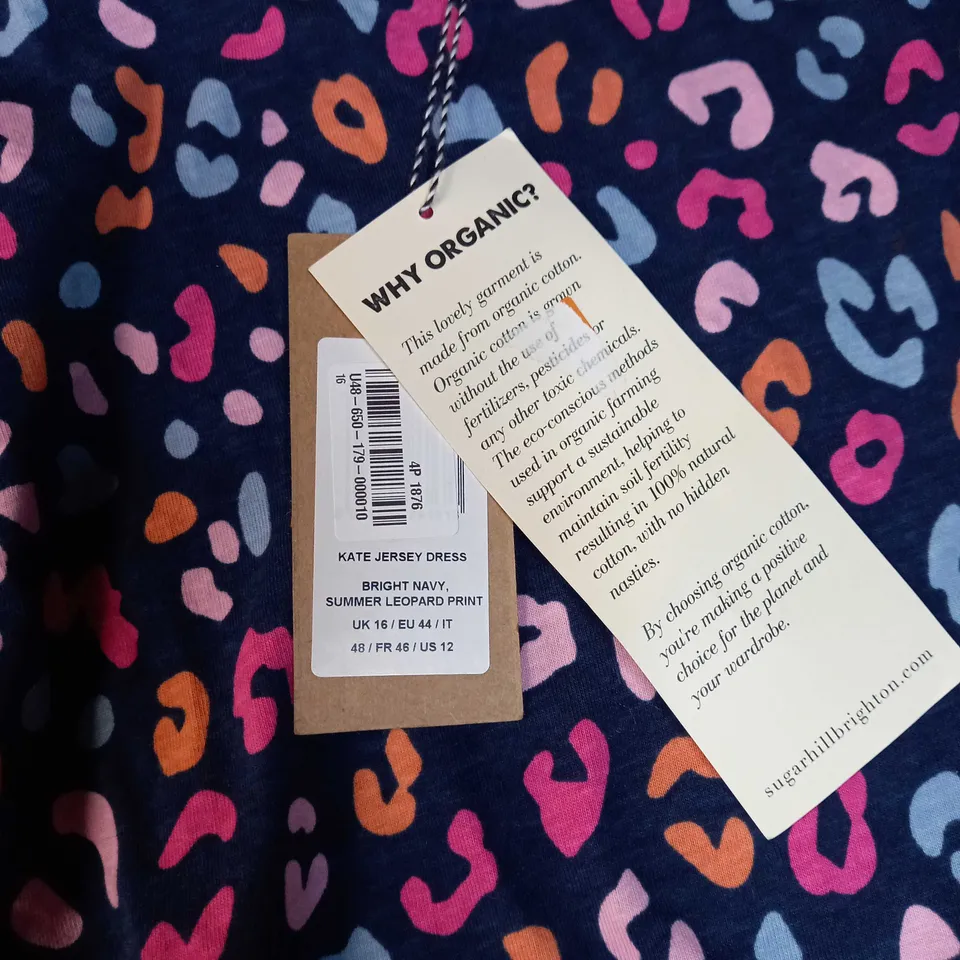 WHY ORGANIC?
This lovely garment is
made from organic cotton.
Organic cotton is grown
without the use of
fertilizers, pesticides or
any other toxic chemicals.
The eco-conscious methods
used in organic farming
support a sustainable
environment, helping to
maintain soil fertility
resulting in 100% natural
cotton, with no hidden
nasties.
By choosing organic cotton,
you're making a positive
choice for the planet and
your wardrobe.
sugarhillbrighton.com
16
U48-650-179-000010
4P 1876
KATE JERSEY DRESS
BRIGHT NAVY,
SUMMER LEOPARD PRINT
UK 16 / EU 44 / IT
48 / FR 46 / US 12